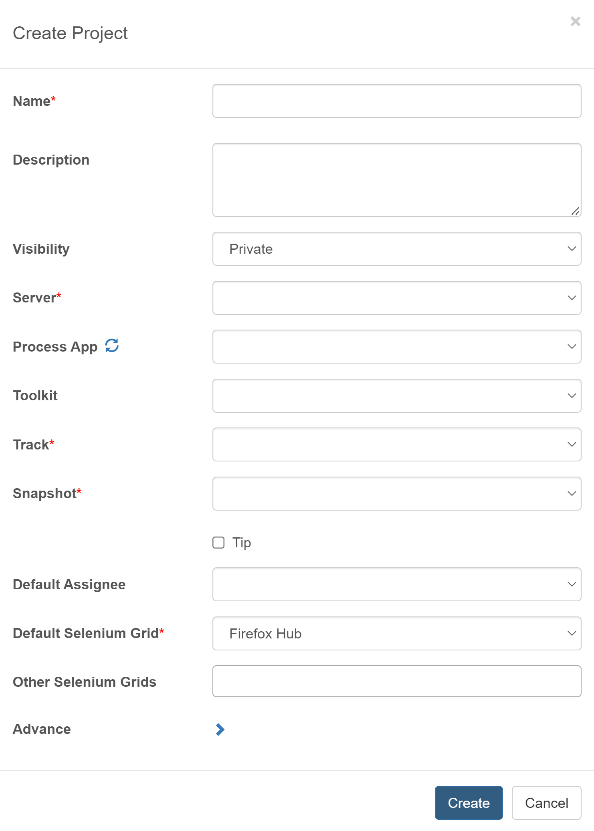 Create Project
×
Name*
Description
Visibility
Private
Server*
Process App
Toolkit
Track*
Snapshot*
Tip
Default Assignee
Default Selenium Grid*
Firefox Hub
Other Selenium Grids
Advance
Create
Cancel